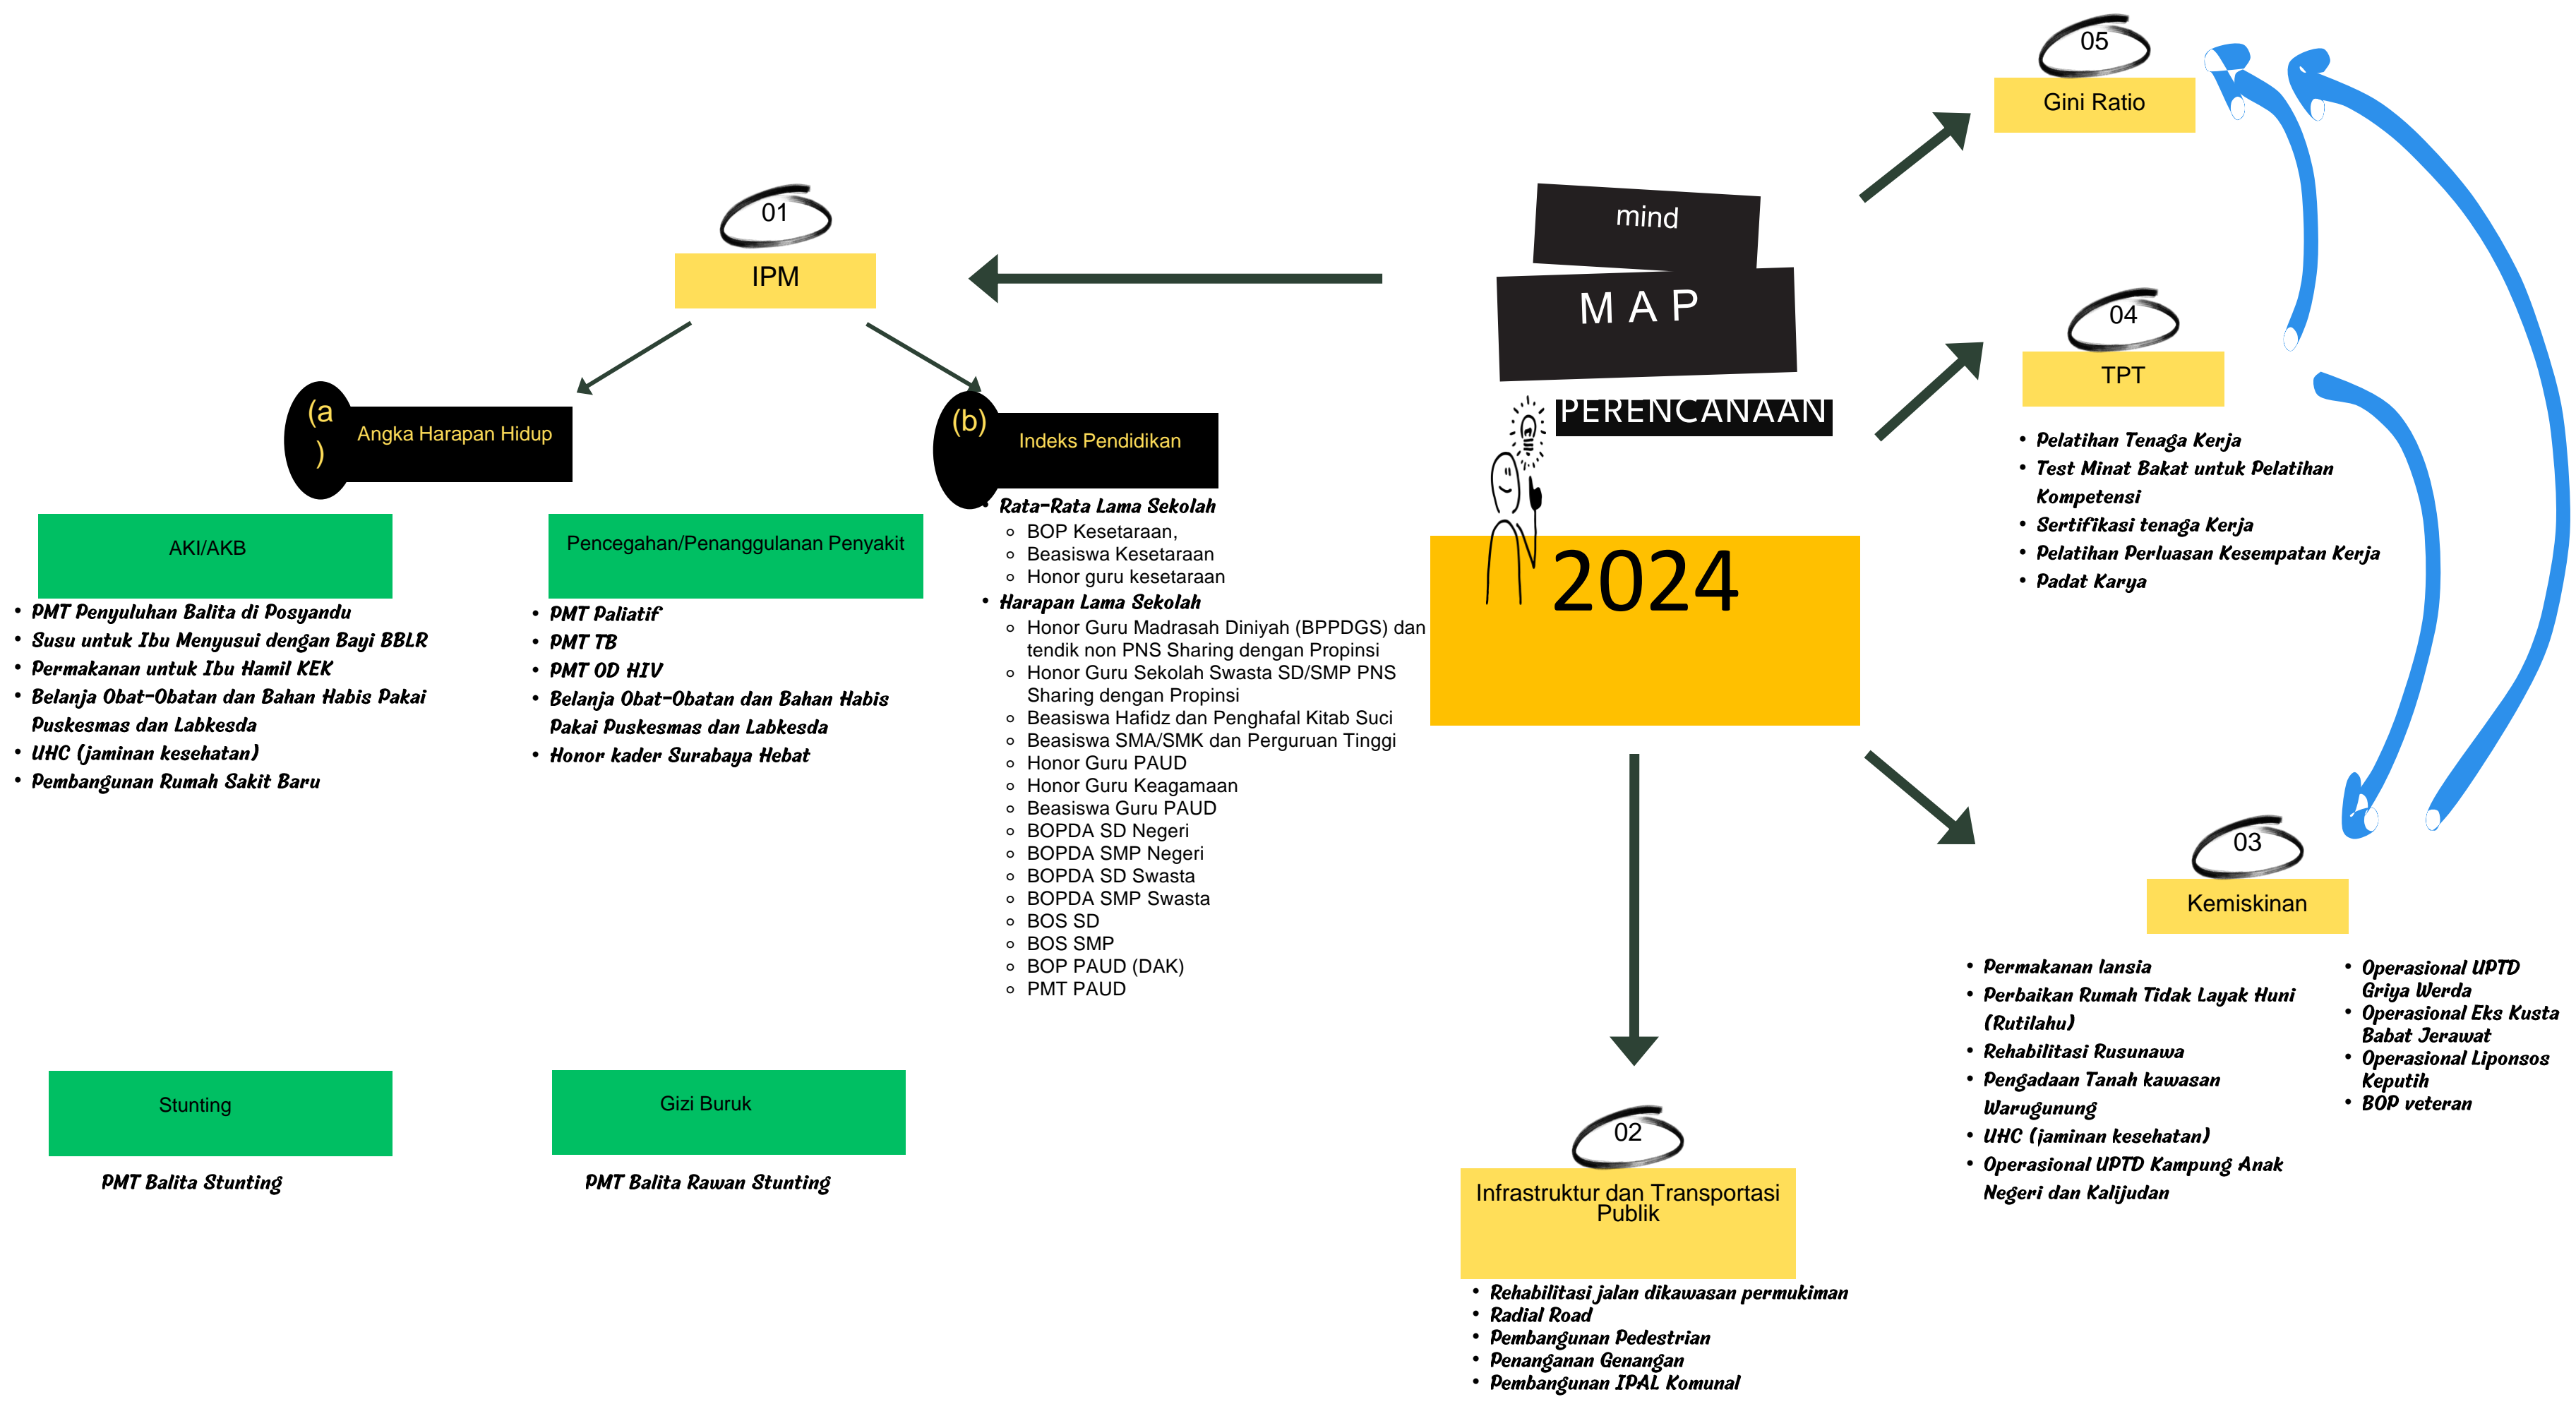 mind
MAP
PERENCANAAN
2024
01
IPM
(a
)
Angka Harapan Hidup
AKI/AKB
• PMT Penyuluhan Balita di Posyandu
• Susu untuk Ibu Menyusui dengan Bayi BBLR
• Permakanan untuk Ibu Hamil KEK
• Belanja Obat-Obatan dan Bahan Habis Pakai
Puskesmas dan Labkesda
• UHC (jaminan kesehatan)
• Pembangunan Rumah Sakit Baru
Pencegahan/Penanggulanan Penyakit
• PMT Paliatif
• PMT TB
• PMT OD HIV
• Belanja Obat-Obatan dan Bahan Habis
Pakai Puskesmas dan Labkesda
• Honor kader Surabaya Hebat
Stunting
PMT Balita Stunting
Gizi Buruk
PMT Balita Rawan Stunting
(b)
Indeks Pendidikan
• Rata-Rata Lama Sekolah
○ BOP Kesetaraan,
○ Beasiswa Kesetaraan
○ Honor guru kesetaraan
• Harapan Lama Sekolah
○ Honor Guru Madrasah Diniyah (BPPDGS) dan
tendik non PNS Sharing dengan Propinsi
○ Honor Guru Sekolah Swasta SD/SMP PNS
Sharing dengan Propinsi
○ Beasiswa Hafidz dan Penghafal Kitab Suci
○ Beasiswa SMA/SMK dan Perguruan Tinggi
○ Honor Guru PAUD
○ Honor Guru Keagamaan
○ Beasiswa Guru PAUD
○ BOPDA SD Negeri
○ BOPDA SMP Negeri
○ BOPDA SD Swasta
○ BOPDA SMP Swasta
○ BOS SD
○ BOS SMP
○ BOP PAUD (DAK)
○ PMT PAUD
02
Infrastruktur dan Transportasi
Publik
• Rehabilitasi jalan dikawasan permukiman
• Radial Road
• Pembangunan Pedestrian
• Penanganan Genangan
• Pembangunan IPAL Komunal
03
Kemiskinan
• Permakanan lansia
• Perbaikan Rumah Tidak Layak Huni
(Rutilahu)
• Rehabilitasi Rusunawa
• Pengadaan Tanah kawasan
Warugunung
• UHC (jaminan kesehatan)
• Operasional UPTD Kampung Anak
Negeri dan Kalijudan
• Operasional UPTD
Griya Werda
• Operasional Eks Kusta
Babat Jerawat
• Operasional Liponsos
Keputih
• BOP veteran
04
TPT
• Pelatihan Tenaga Kerja
• Test Minat Bakat untuk Pelatihan
Kompetensi
• Sertifikasi tenaga Kerja
• Pelatihan Perluasan Kesempatan Kerja
• Padat Karya
05
Gini Ratio